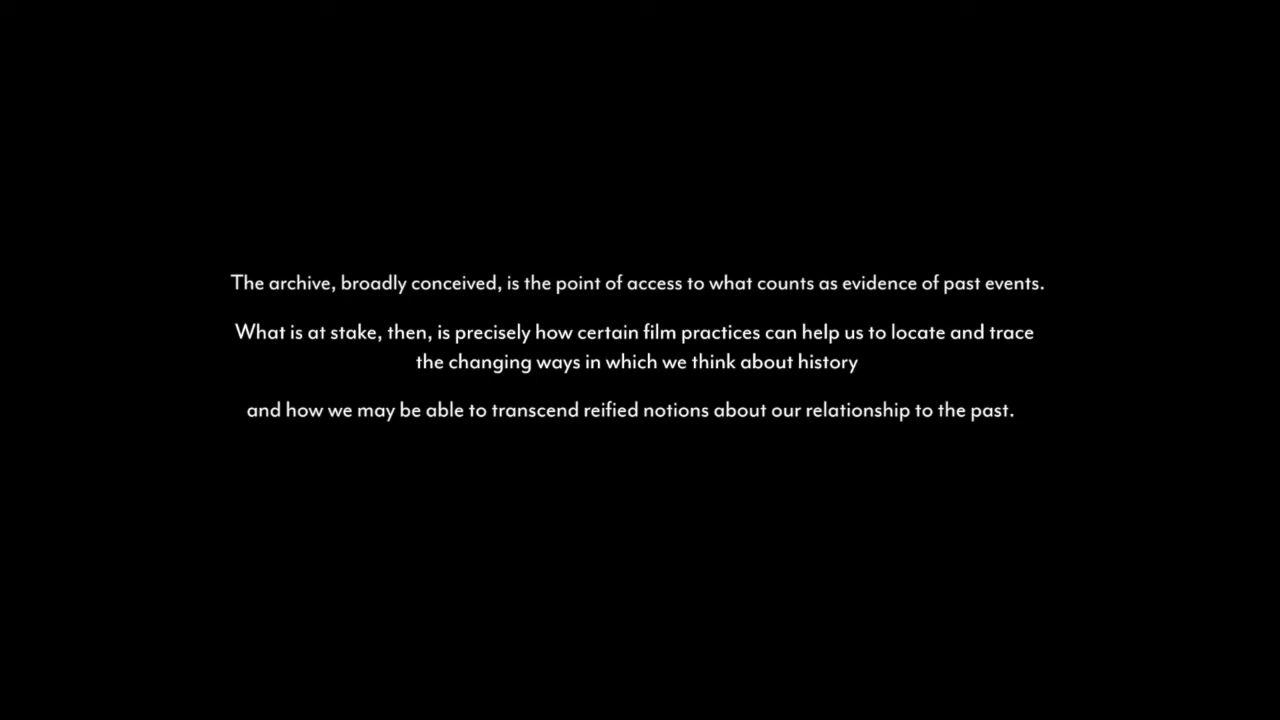 The archive, broadly conceived, is the point of access to what counts as evidence of past events.
What is at stake, then, is precisely how certain film practices can help us to locate and trace
the changing ways in which we think about history
and how we may be able to transcend reified notions about our relationship to the past.